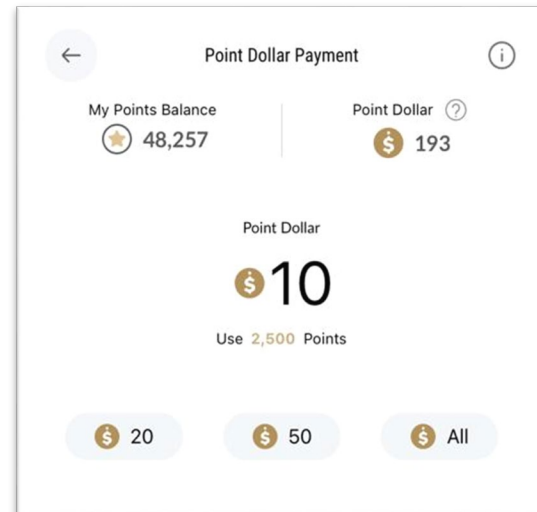 Point Dollar Payment
My Points Balance
48,257
Point Dollar
193
Point Dollar
10
Use 2,500 Points
20
50
All